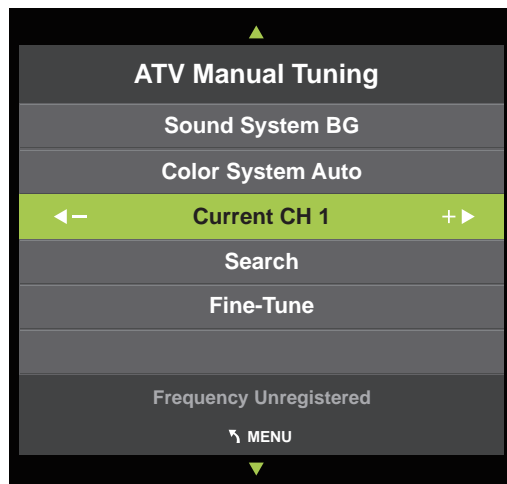 ATV Manual Tuning
Sound System BG
Color System Auto
− Current CH 1 +
Search
Fine-Tune
Frequency Unregistered
MENU